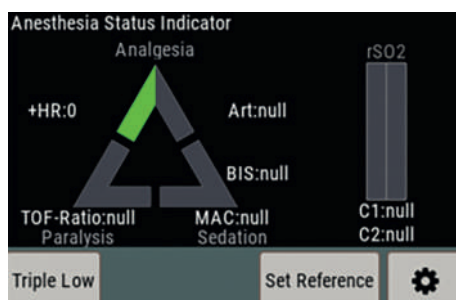 Anesthesia Status Indicator
Analgesia
rSO2
+HR:0
Art:null
BIS:null
TOF-Ratio:null
MAC:null
C1:null
Paralysis
Sedation
C2:null
Triple Low
Set Reference